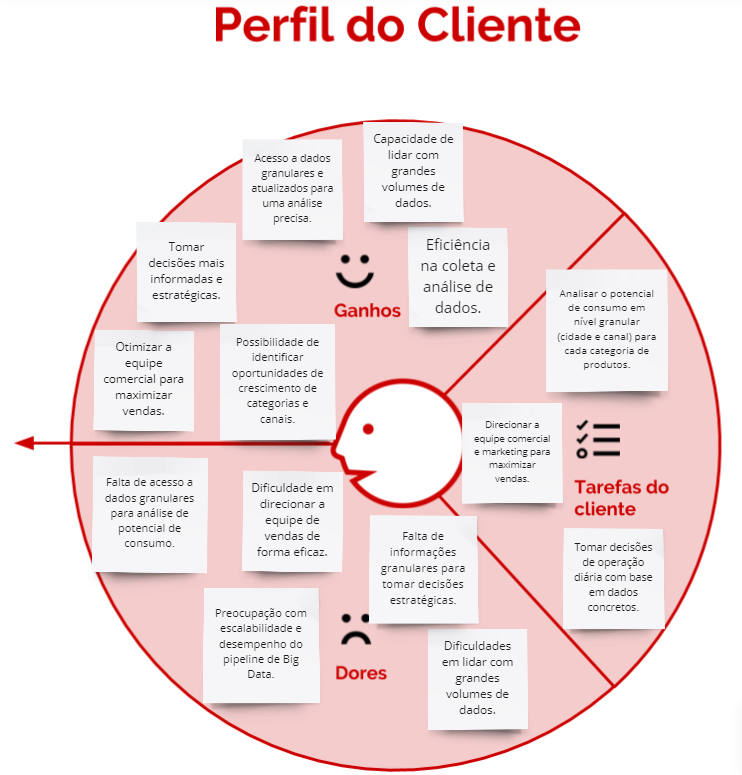 Perfil do Cliente
Capacidade de
lidar com
grandes
volumes de
dados.
Acesso a dados
granulares e
atualizados para
uma análise
precisa.
Tomar
decisões mais
informadas e
estratégicas.
Eficiência
na coleta e
análise de
dados.
Ganhos
Otimizar a
equipe
comercial para
maximizar
vendas.
Possibilidade de
identificar
oportunidades de
crescimento de
categorias e
canais.
Analisar o potencial
de consumo em
nível granular
(cidade e canal) para
cada categoria de
produtos.
Direcionar a
equipe comercial
e marketing para
maximizar
vendas.
Tarefas do
cliente
Tomar decisões
de operação
diária com base
em dados
concretos.
Falta de acesso a
dados granulares
para análise de
potencial de
consumo.
Dificuldade em
direcionar a
equipe de
vendas de
forma eficaz.
Falta de
informações
granulares para
tomar decisões
estratégicas.
Preocupação com
escalabilidade e
desempenho do
pipeline de Big
Data.
Dores
Dificuldades
em lidar com
grandes
volumes de
dados.